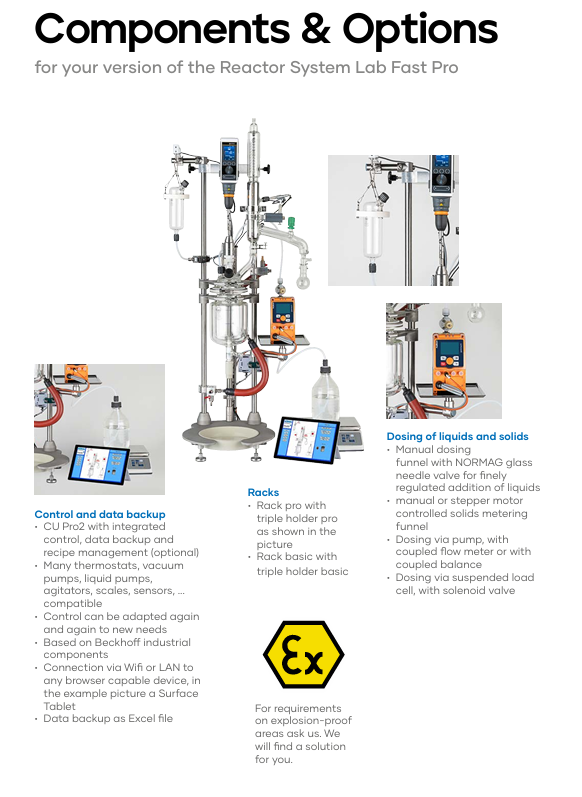 Components & Options
for your version of the Reactor System Lab Fast Pro
Control and data backup
• CU Pro2 with integrated
control, data backup and
recipe management (optional)
• Many thermostats, vacuum
pumps, liquid pumps,
agitators, scales, sensors, ...
compatible
• Control can be adapted again
and again to new needs
• Based on Beckhoff industrial
components
• Connection via Wifi or LAN to
any browser capable device, in
the example picture a Surface
Tablet
• Data backup as Excel file
Racks
• Rack pro with
triple holder pro
as shown in the
picture
• Rack basic with
triple holder basic
Ex
For requirements
on explosion-proof
areas ask us. We
will find a solution
for you.
Dosing of liquids and solids
• Manual dosing
funnel with NORMAG glass
needle valve for finely
regulated addition of liquids
• manual or stepper motor
controlled solids metering
funnel
• Dosing via pump, with
coupled flow meter or with
coupled balance
• Dosing via suspended load
cell, with solenoid valve